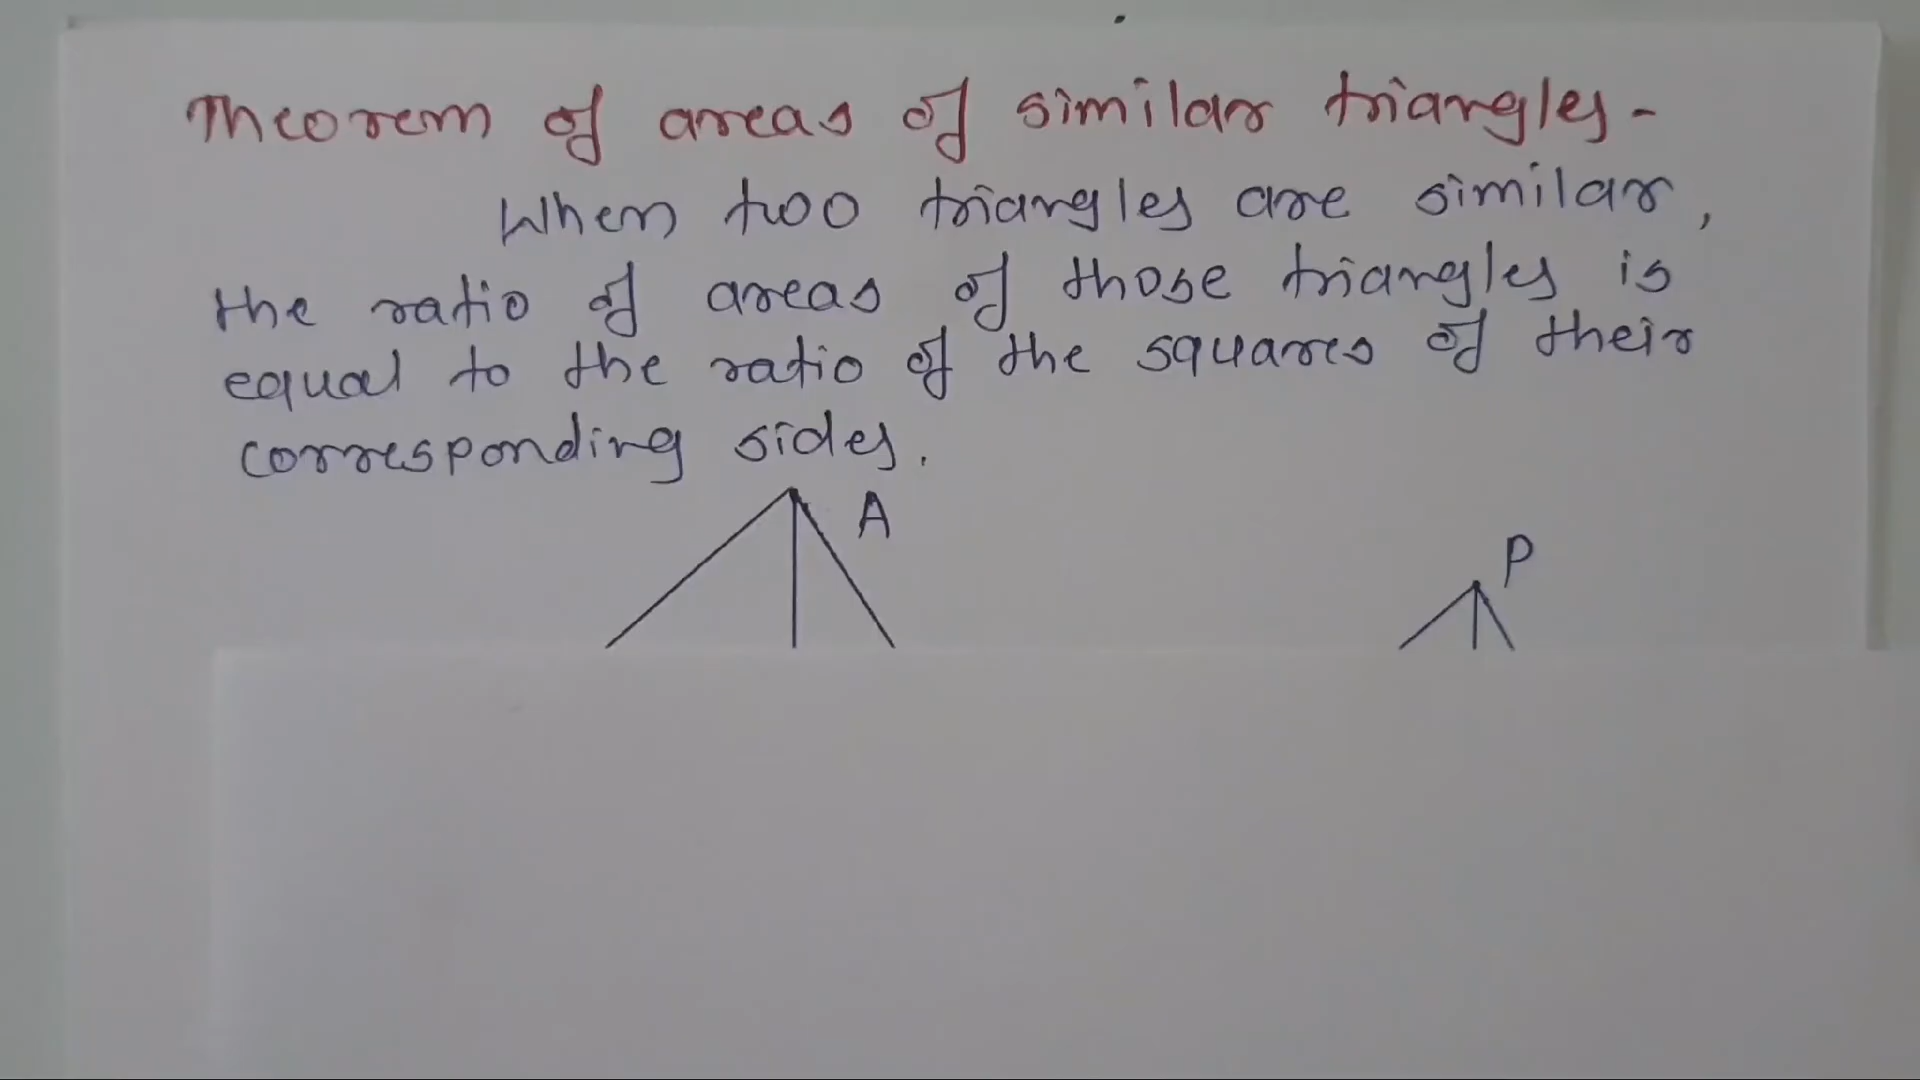 Theorem of areas of similar triangles-
When two triangles are similar,
the ratio of areas of those triangles is
equal to the ratio of the squares of their
corresponding sides.
A
P